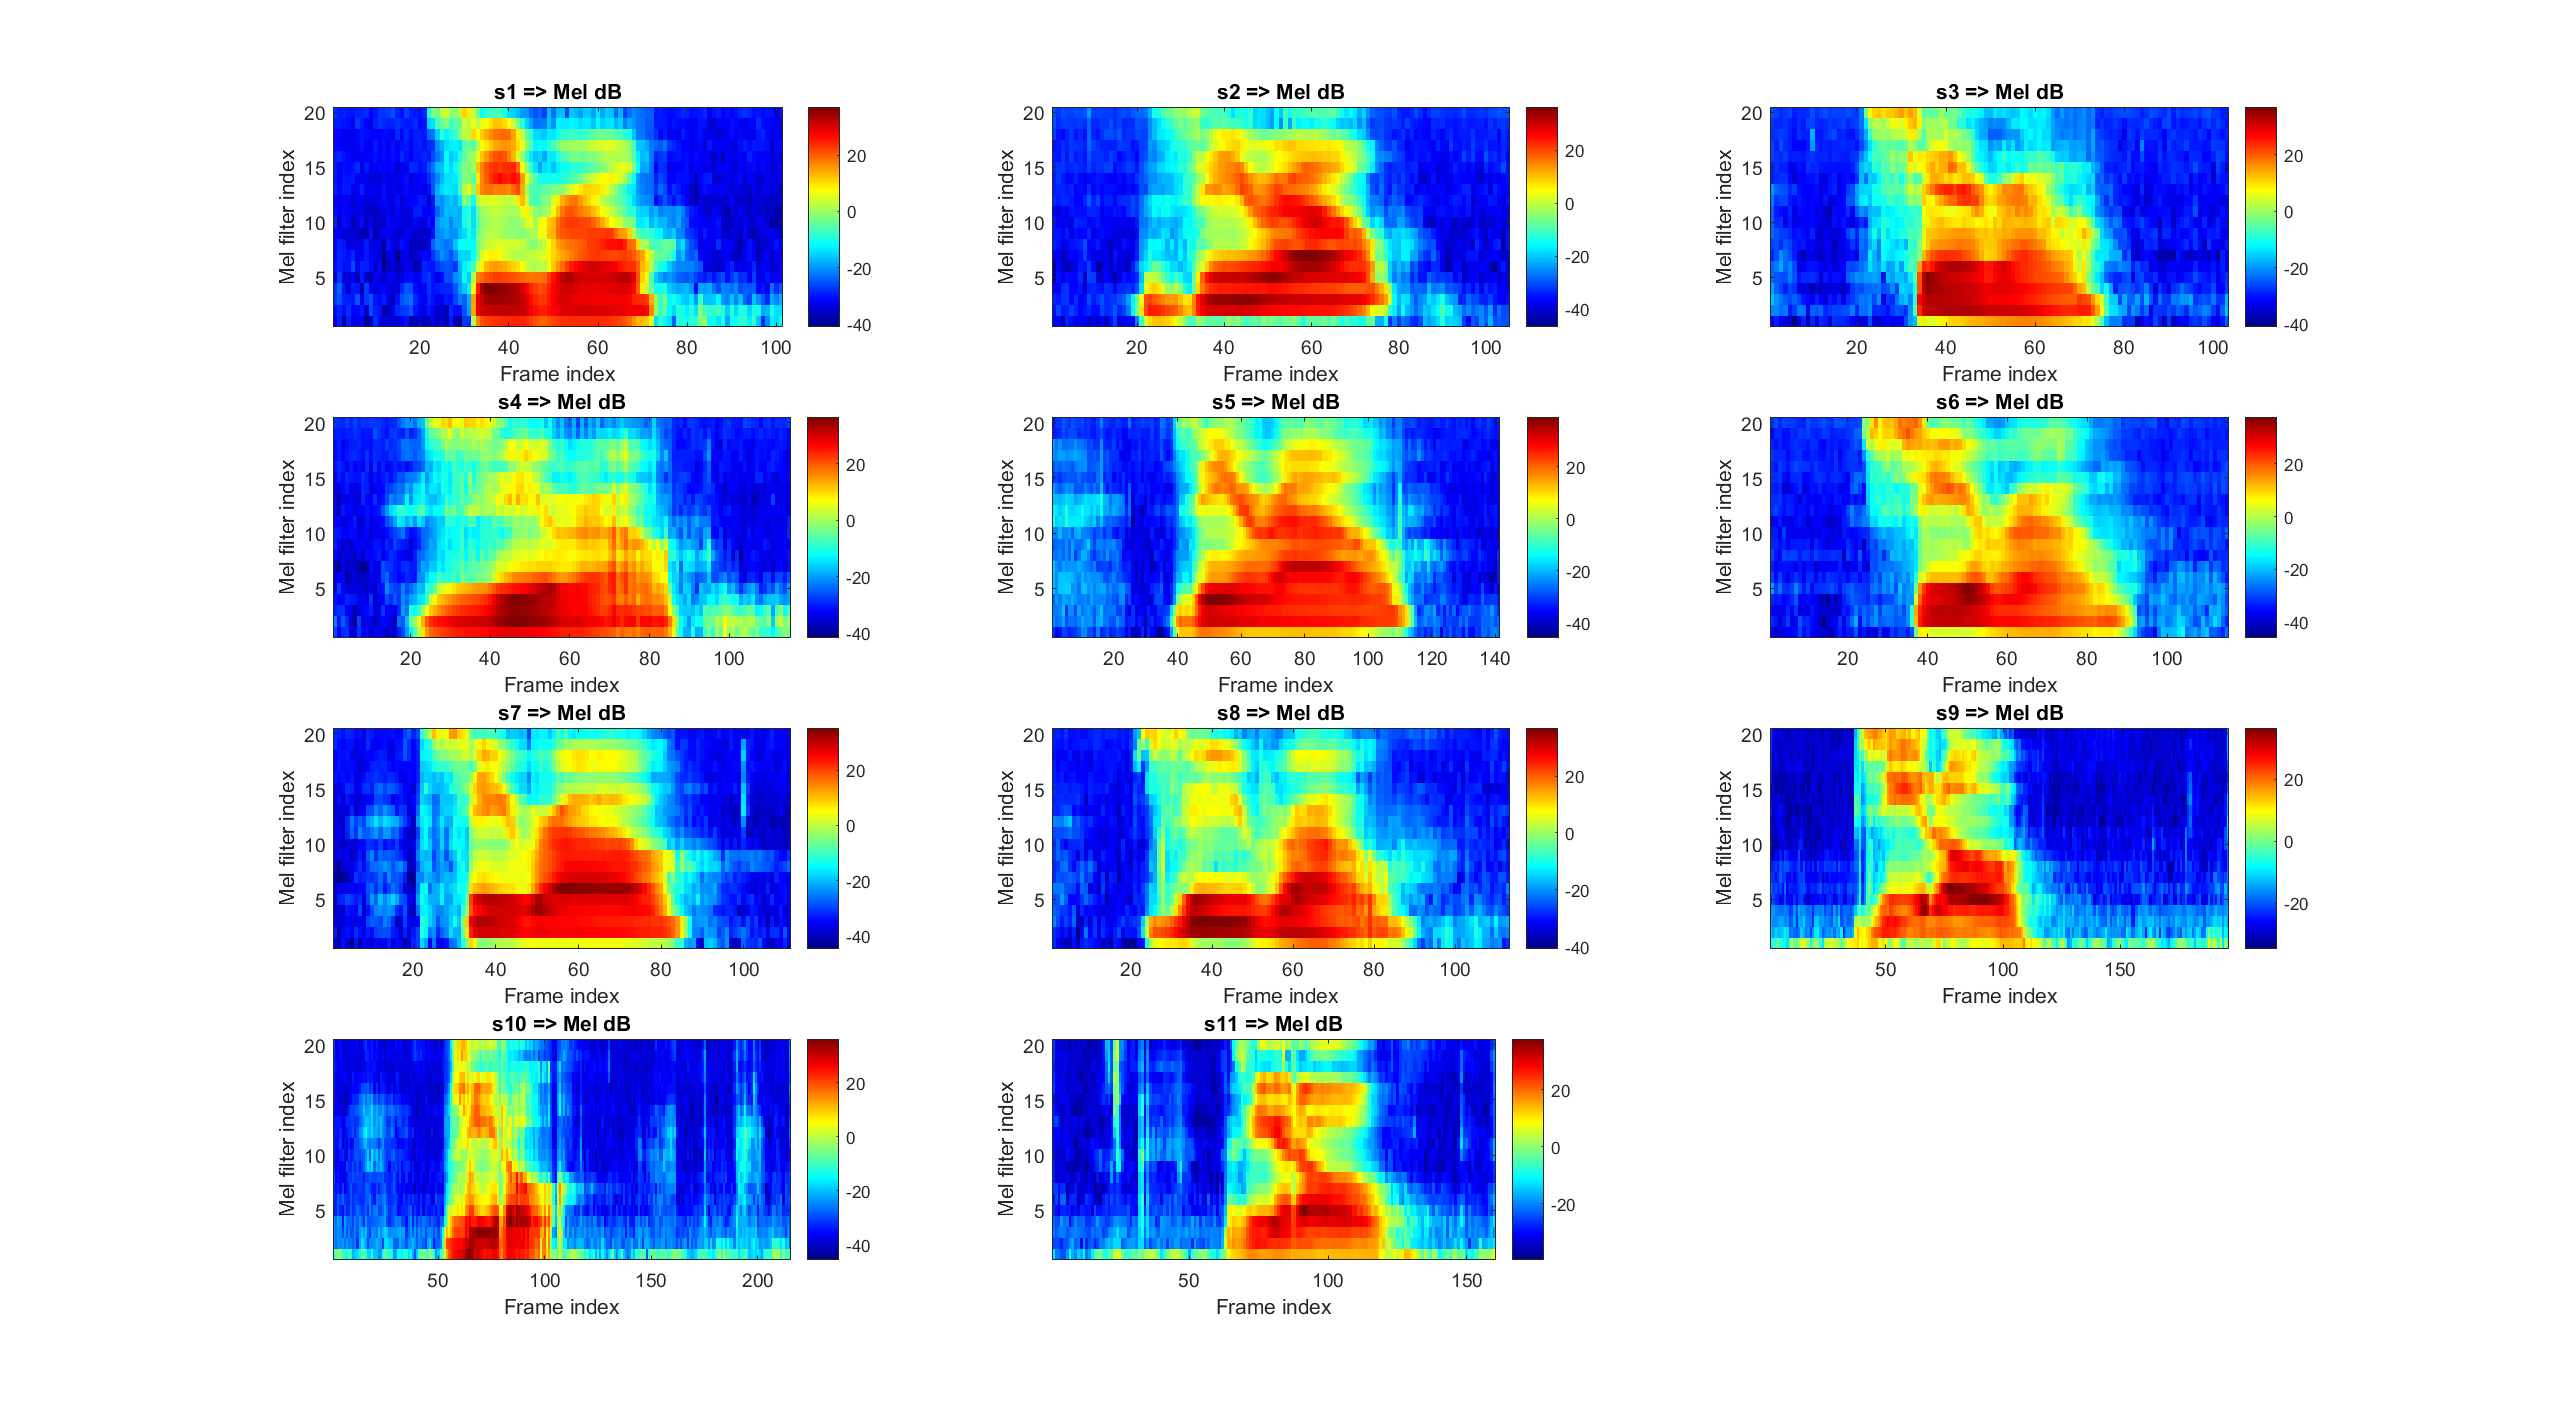 s1 => Mel dB
Mel filter index
20
15
10
5
20 40 60 80 100
Frame index
20
0
-20
-40
s2 => Mel dB
Mel filter index
20
15
10
5
20 40 60 80 100
Frame index
20
0
-20
-40
s3 => Mel dB
Mel filter index
20
15
10
5
20 40 60 80 100
Frame index
20
0
-20
-40
s4 => Mel dB
Mel filter index
20
15
10
5
20 40 60 80 100
Frame index
20
0
-20
-40
s5 => Mel dB
Mel filter index
20
15
10
5
20 40 60 80 100 120 140
Frame index
20
0
-20
-40
s6 => Mel dB
Mel filter index
20
15
10
5
20 40 60 80 100
Frame index
20
0
-20
-40
s7 => Mel dB
Mel filter index
20
15
10
5
20 40 60 80 100
Frame index
20
0
-20
-40
s8 => Mel dB
Mel filter index
20
15
10
5
20 40 60 80 100
Frame index
20
0
-20
-40
s9 => Mel dB
Mel filter index
20
15
10
5
50 100 150
Frame index
20
0
-20
s10 => Mel dB
Mel filter index
20
15
10
5
50 100 150 200
Frame index
20
0
-20
-40
s11 => Mel dB
Mel filter index
20
15
10
5
50 100 150
Frame index
20
0
-20